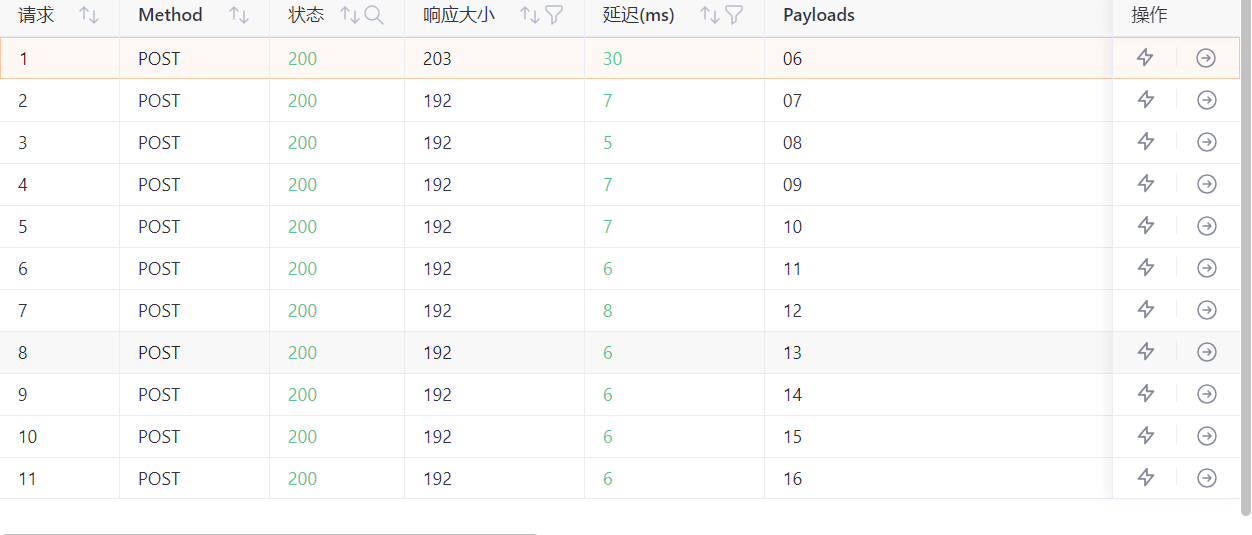 请求 Method 状态 响应大小 延迟(ms) Payloads 操作
1 POST 200 203 30 06
2 POST 200 192 7 07
3 POST 200 192 5 08
4 POST 200 192 7 09
5 POST 200 192 7 10
6 POST 200 192 6 11
7 POST 200 192 8 12
8 POST 200 192 6 13
9 POST 200 192 6 14
10 POST 200 192 6 15
11 POST 200 192 6 16